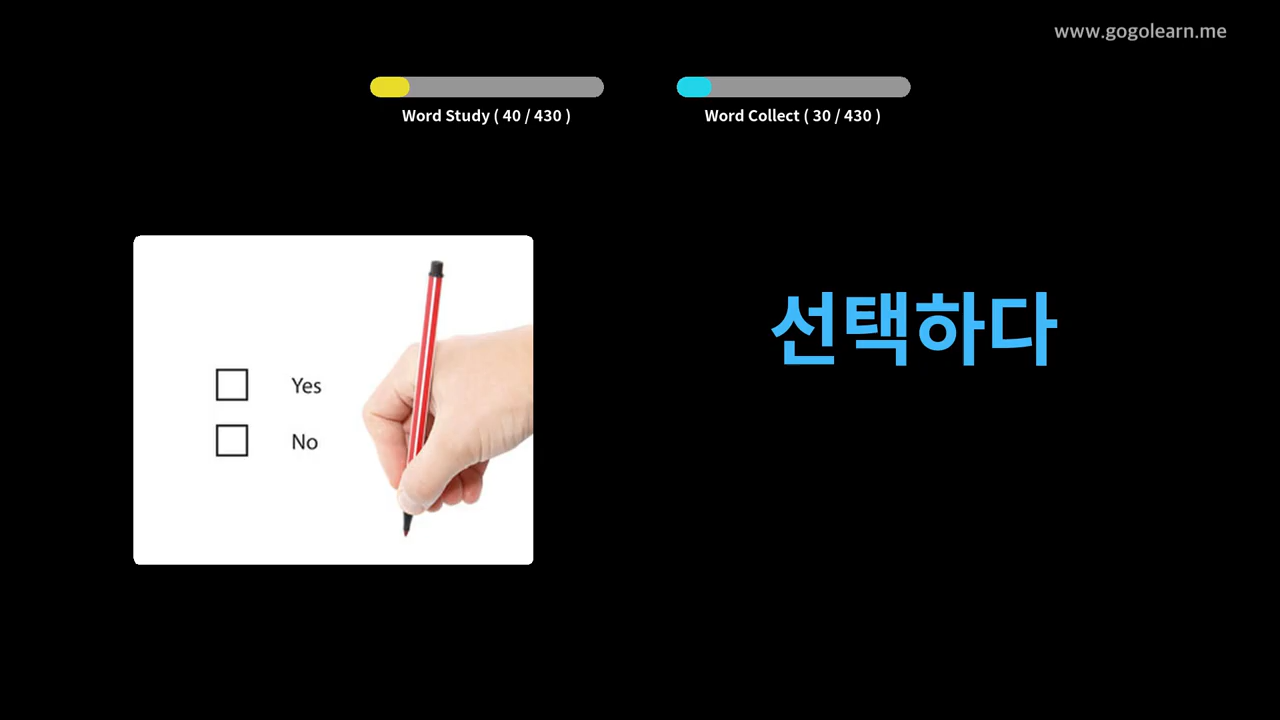 www.gogolearn.me
Word Study ( 40 / 430 )
Word Collect ( 30 / 430 )
Yes
No
선택하다